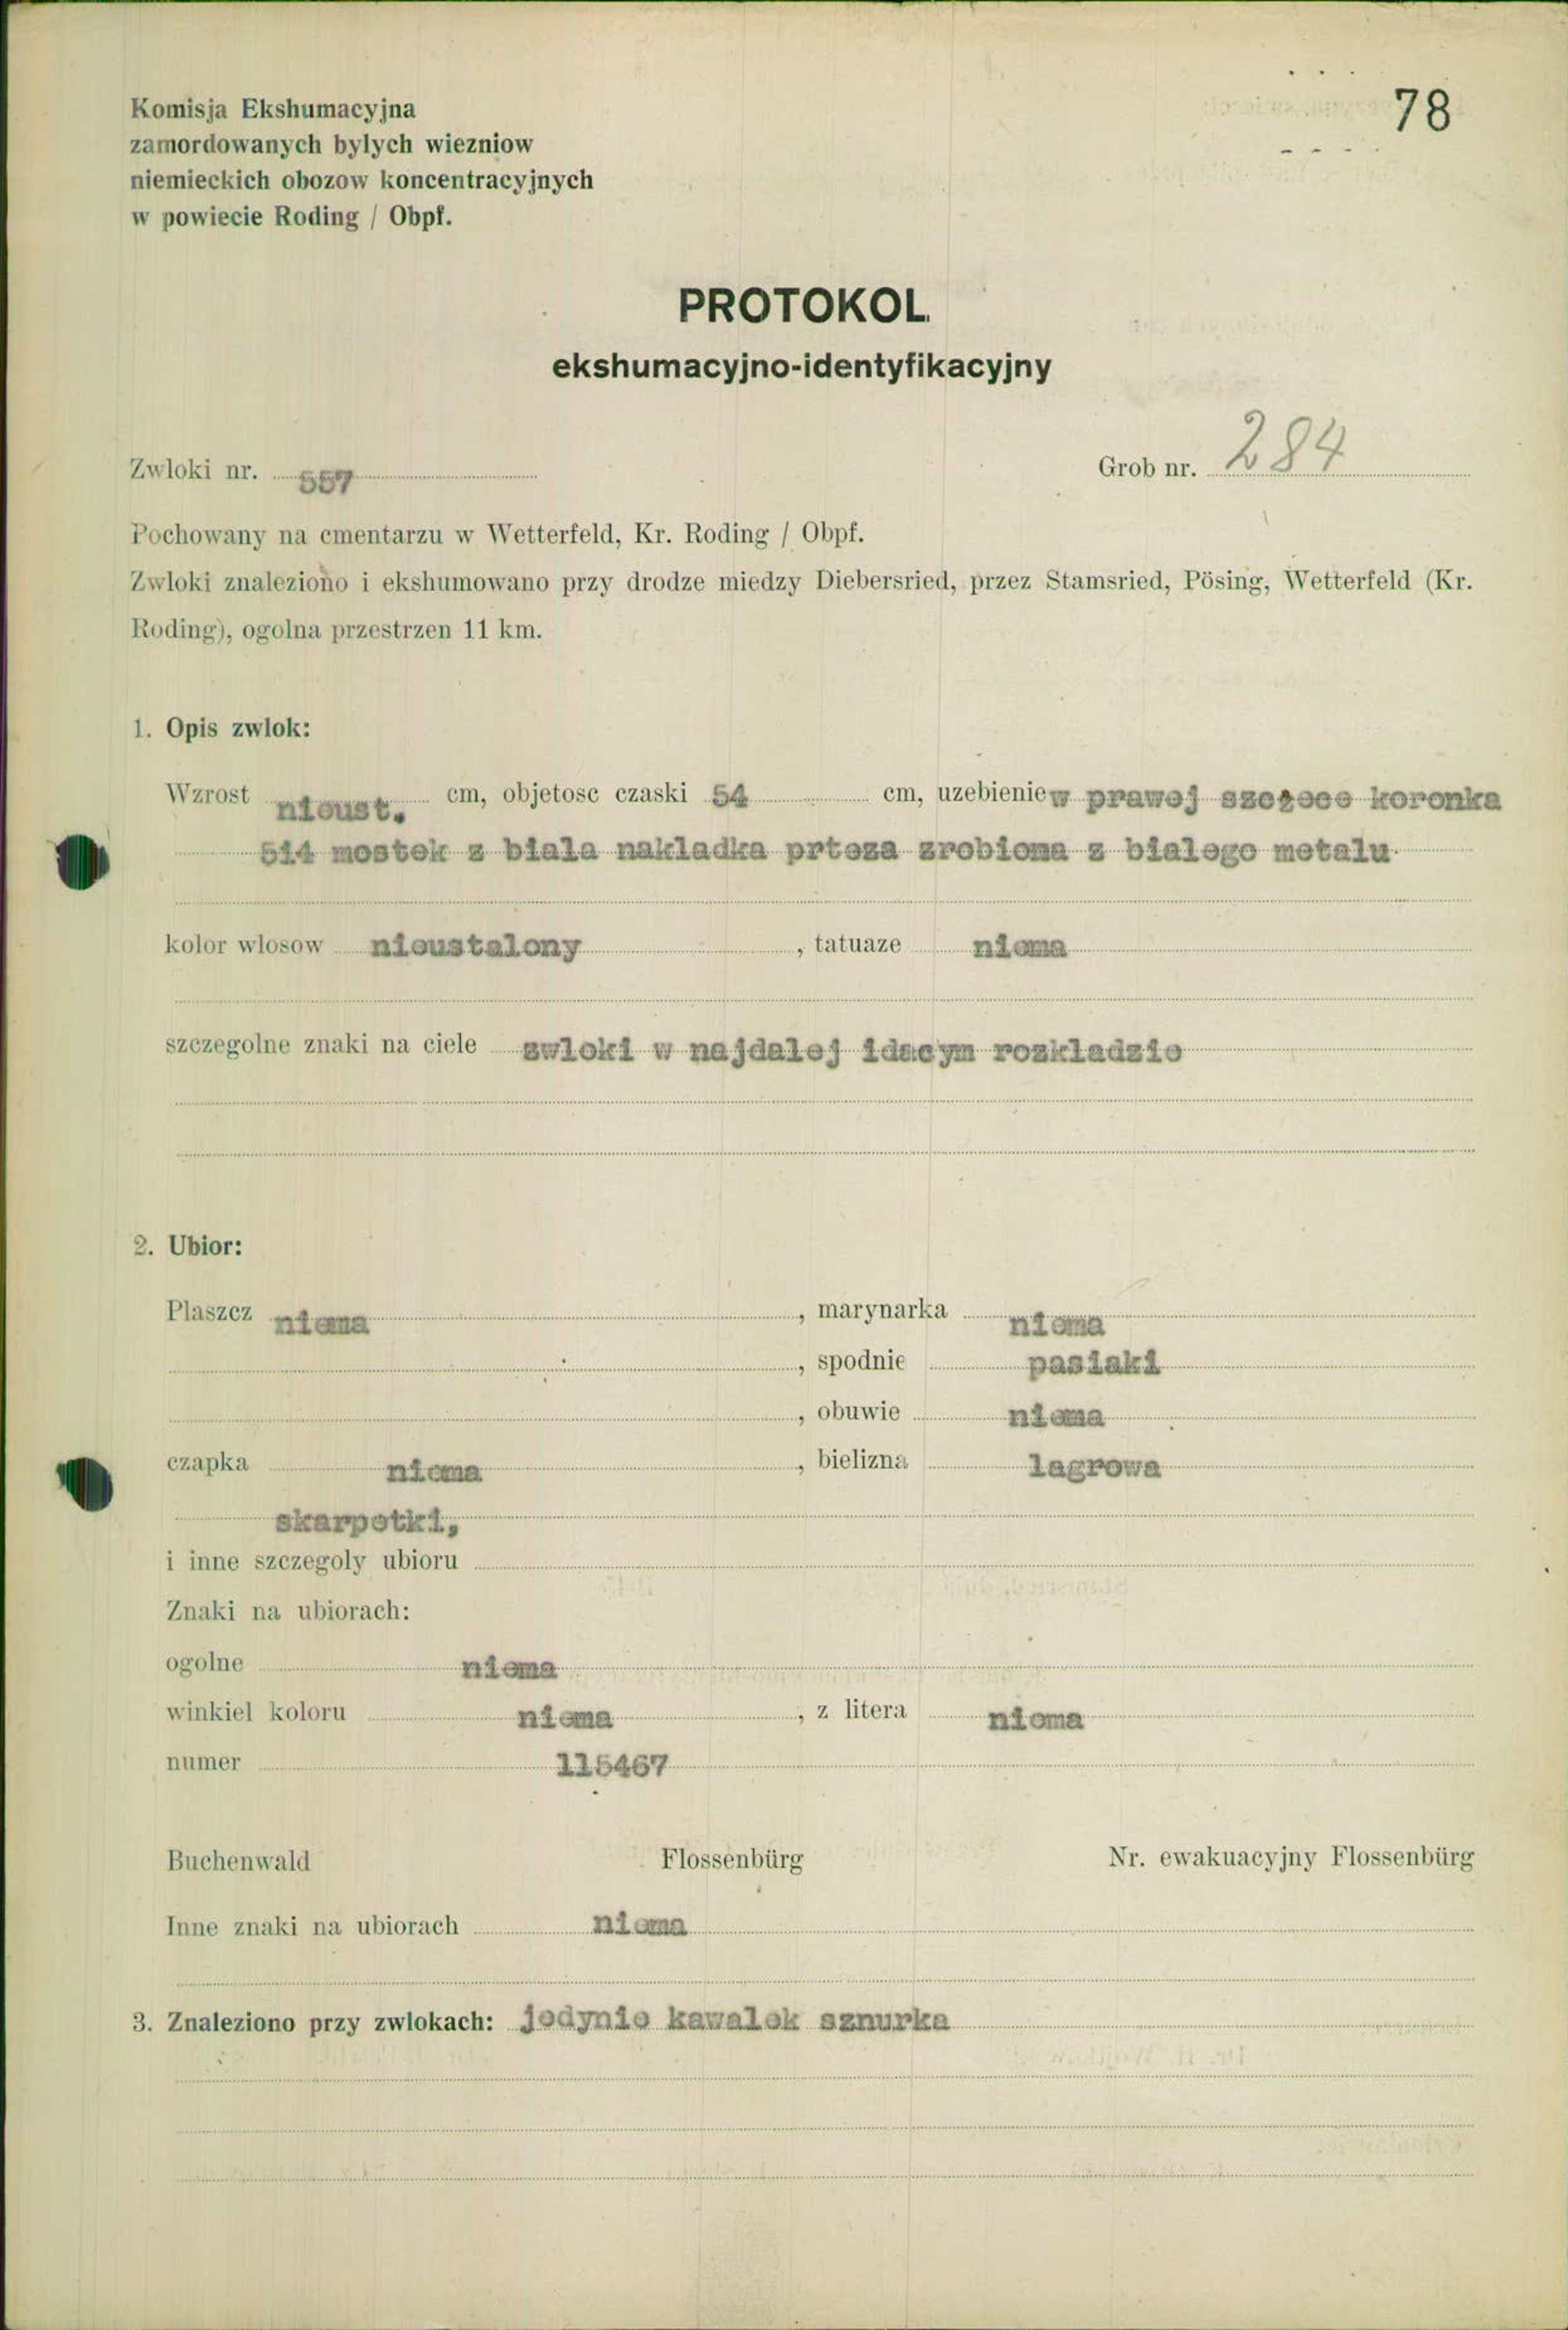 78
Komisja Ekshumacyjna
zamordowanych bylych wiezniow
niemieckich obozow koncentracyjnych
w powiecie Roding / Obpf.
PROTOKOL
ekshumacyjno-identyfikacyjny
Zwloki nr. 557 Grob nr. 284
Pochowany na cmentarzu w Wetterfeld, Kr. Roding / Obpf.
Zwloki znaleziono i ekshumowano przy drodze miedzy Diebersried, przez Stamsried, Pösing, Wetterfeld (Kr.
Roding), ogolna przestrzen 11 km.
1. Opis zwlok:
Wzrost nieust. cm, objetosc czaski 54 cm, uzebienie w prawej szczece koronka
5i4 mostek z biala nakladka prteza zrobiona z bialego metalu
kolor wlosow nieustalony , tatuaze niema
szczegolne znaki na ciele zwloki w najdalej idacym rozkladzie
2. Ubior:
Plaszcz niema , marynarka niema
, spodnie pasiaki
, obuwie niema
czapka niema , bielizna lagrowa
skarpetki,
i inne szczegoly ubioru
Znaki na ubiorach:
ogolne niema
winkiel koloru niema , z litera niema
numer 115467
Buchenwald Flossenbürg Nr. ewakuacyjny Flossenbürg
Inne znaki na ubiorach niema
3. Znaleziono przy zwlokach: jedynie kawalek sznurka